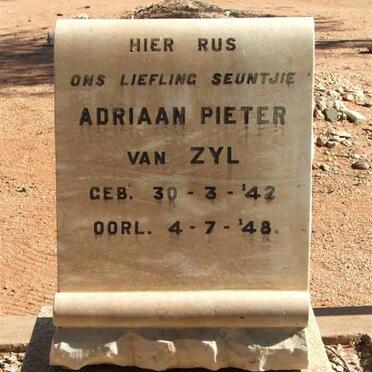 HIER RUS
ONS LIEFLING SEUNTJIE
ADRIAAN PIETER
VAN ZYL
GEB. 30-3-'42
OORL. 4-7-'48.